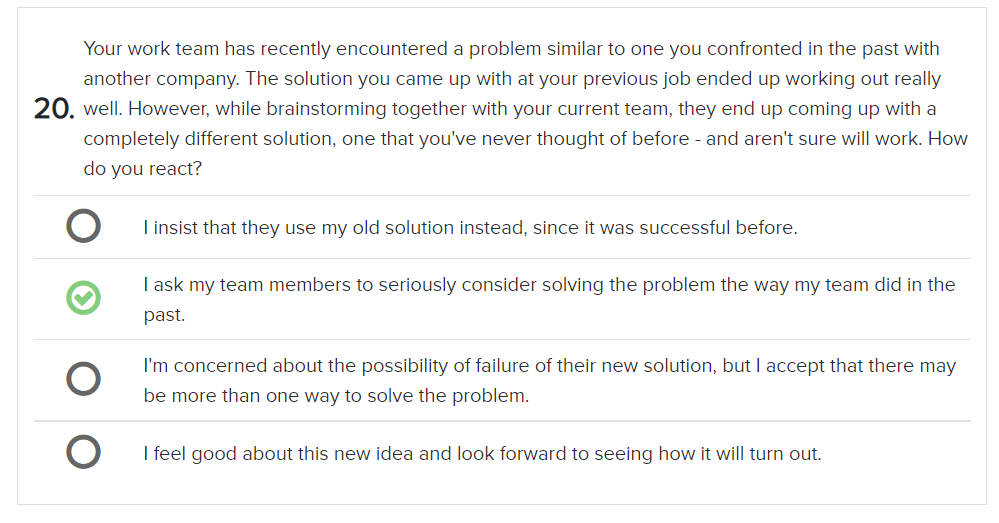 Your work team has recently encountered a problem similar to one you confronted in the past with
another company. The solution you came up with at your previous job ended up working out really
20. well. However, while brainstorming together with your current team, they end up coming up with a
completely different solution, one that you've never thought of before - and aren't sure will work. How
do you react?
I insist that they use my old solution instead, since it was successful before.
I ask my team members to seriously consider solving the problem the way my team did in the
past.
I'm concerned about the possibility of failure of their new solution, but I accept that there may
be more than one way to solve the problem.
I feel good about this new idea and look forward to seeing how it will turn out.